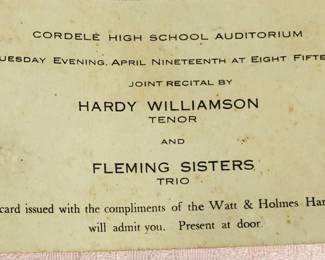 CORDELE HIGH SCHOOL AUDITORIUM
UESDAY EVENING, APRIL NINETEENTH AT EIGHT FIFTE
JOINT RECITAL BY
HARDY WILLIAMSON
TENOR
AND
FLEMING SISTERS
TRIO
card issued with the compliments of the Watt & Holmes Har
will admit you. Present at door.